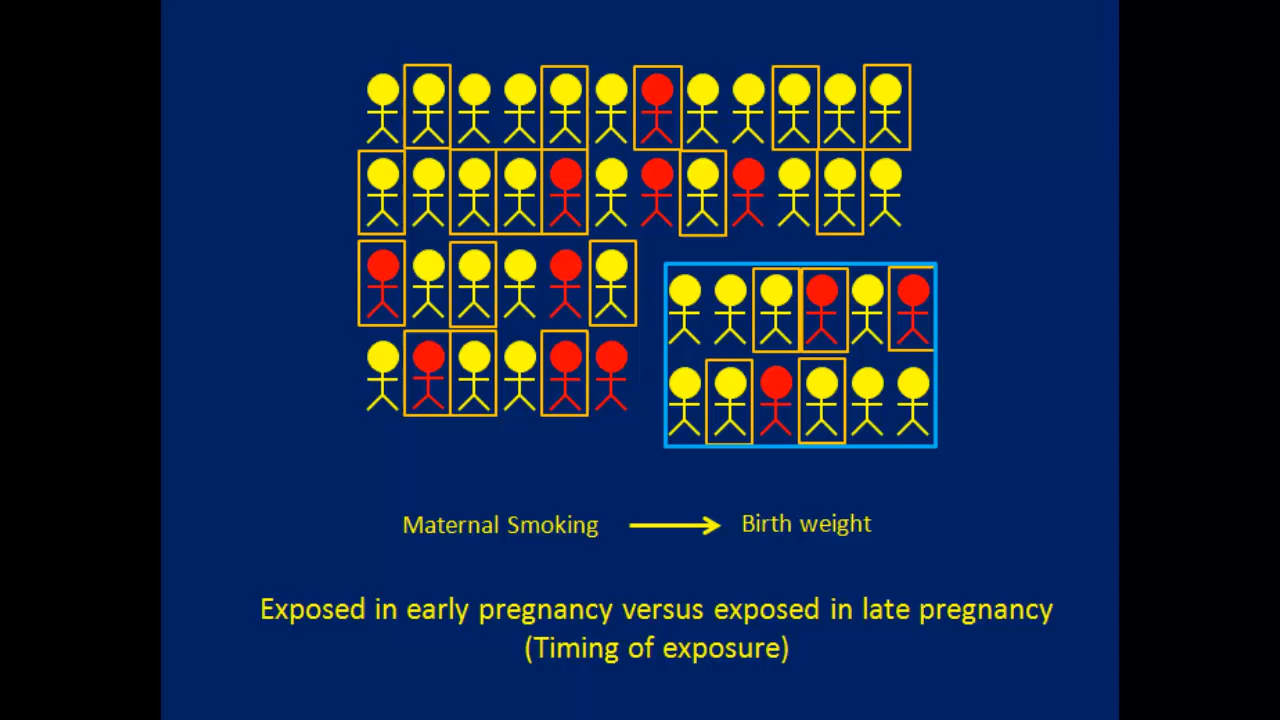 Maternal Smoking Birth weight
Exposed in early pregnancy versus exposed in late pregnancy
(Timing of exposure)